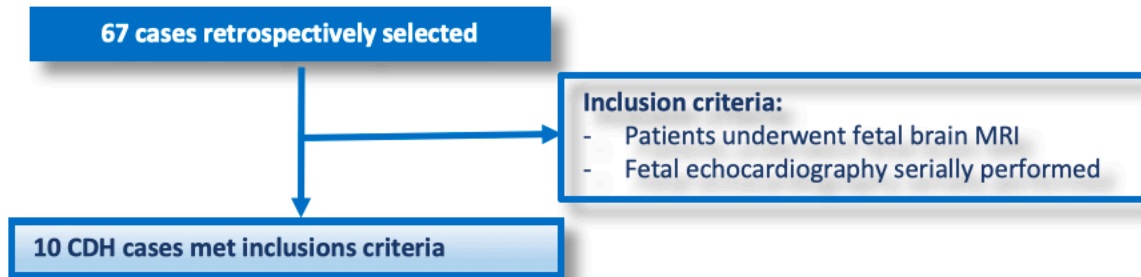 67 cases retrospectively selected
Inclusion criteria:
- Patients underwent fetal brain MRI
- Fetal echocardiography serially performed
10 CDH cases met inclusions criteria